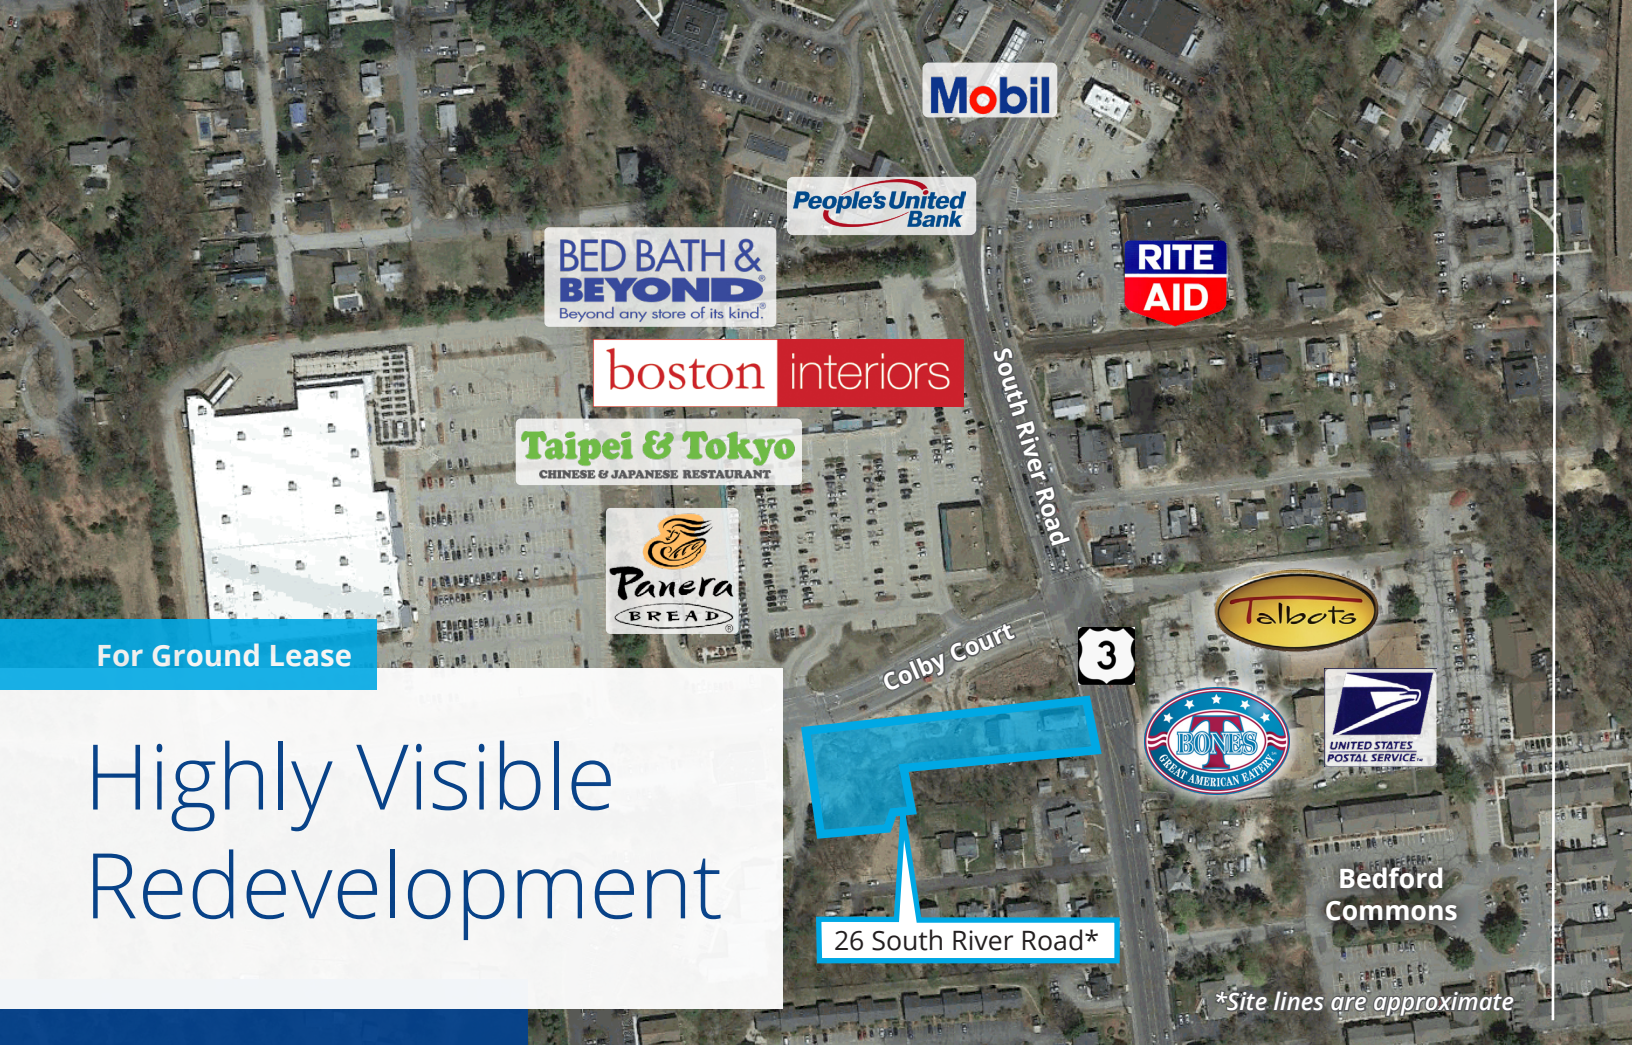 Mobil
People's United
Bank
BED BATH &
BEYOND®
Beyond any store of its kind.®
RITE
AID
boston interiors
South River Road
Taipei & Tokyo
CHINESE & JAPANESE RESTAURANT
Panera
BREAD®
Talbots
For Ground Lease
Colby Court
3
Highly Visible
Redevelopment
T
BONES
GREAT AMERICAN EATERY
UNITED STATES
POSTAL SERVICE™
26 South River Road*
Bedford
Commons
*Site lines are approximate